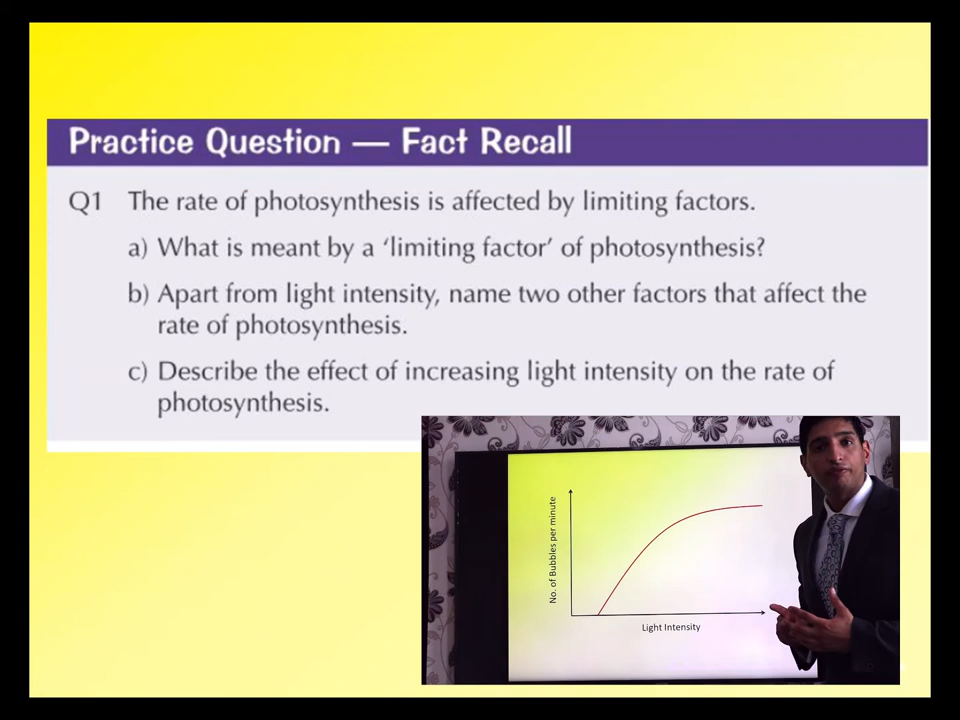 Practice Question — Fact Recall
Q1 The rate of photosynthesis is affected by limiting factors.
a) What is meant by a ‘limiting factor’ of photosynthesis?
b) Apart from light intensity, name two other factors that affect the
rate of photosynthesis.
c) Describe the effect of increasing light intensity on the rate of
photosynthesis.
No. of Bubbles per minute
Light Intensity